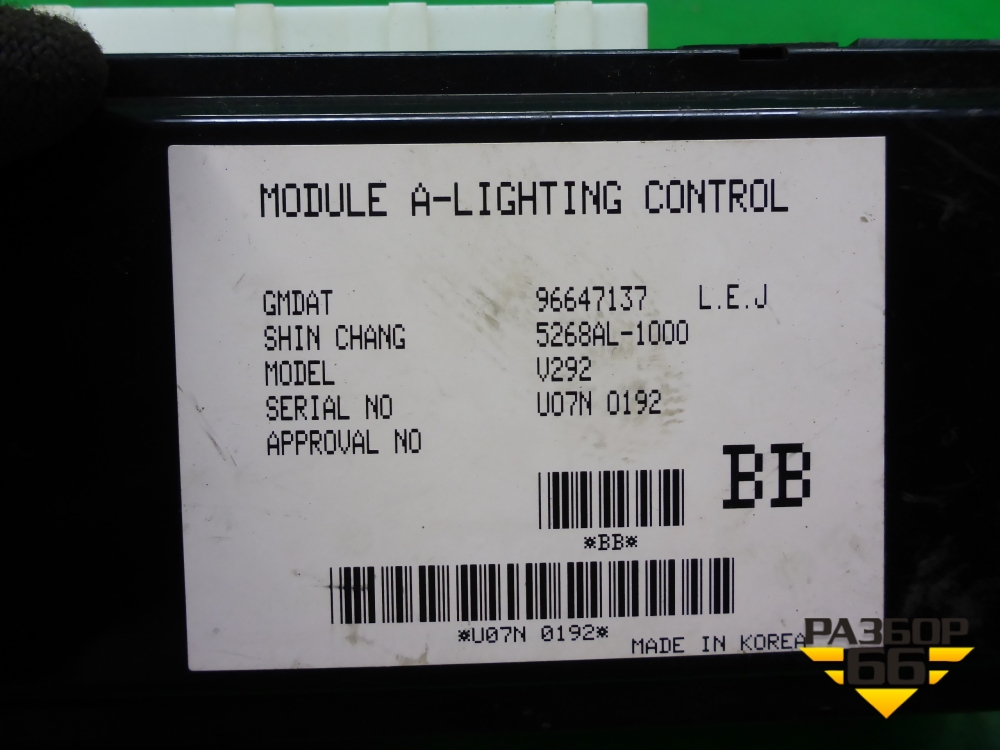 MODULE A-LIGHTING CONTROL
GMDAT 96647137 L.E.J
SHIN CHANG 5268AL-1000
MODEL V292
SERIAL NO U07N 0192
APPROVAL NO
BB
*BB*
*U07N 0192*
MADE IN KOREA
РАЗБОР
66